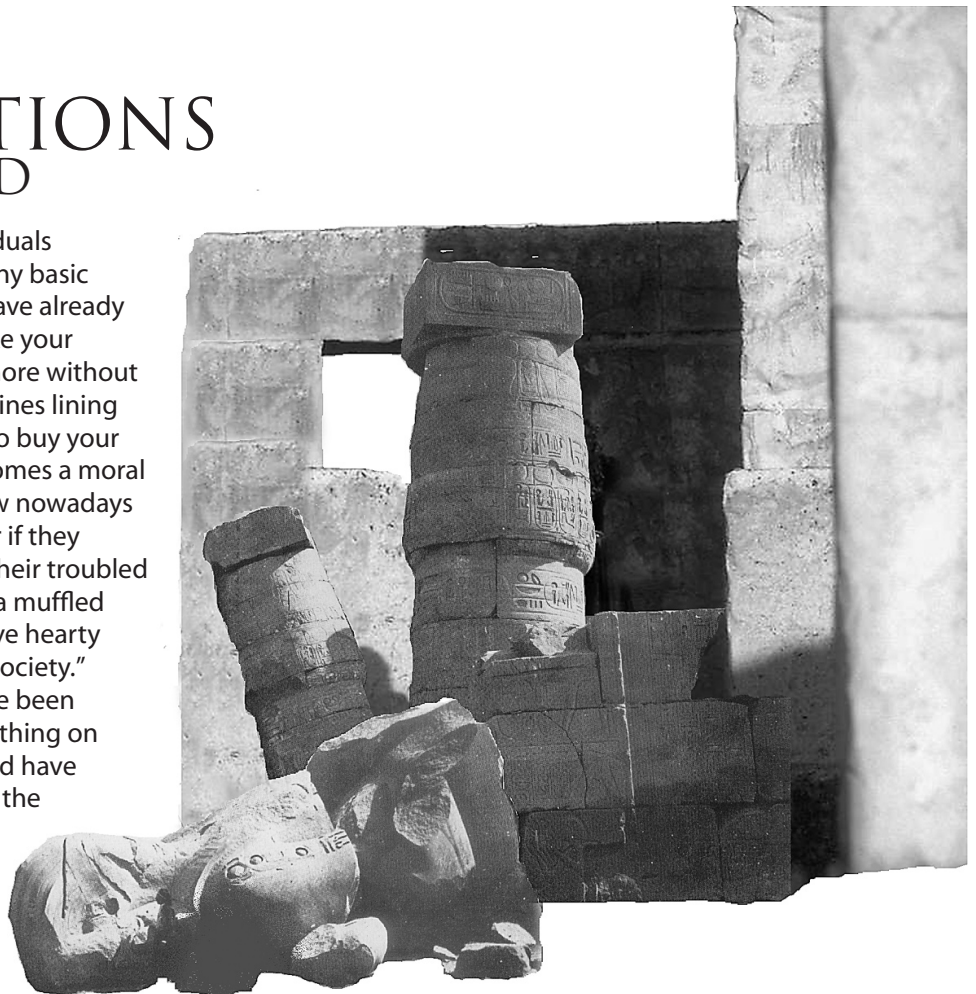 TIONS
D
duals
ny basic
ave already
e your
ore without
ines lining
o buy your
omes a moral
w nowadays
r if they
heir troubled
a muffled
ve hearty
ociety.”
e been
thing on
d have
the